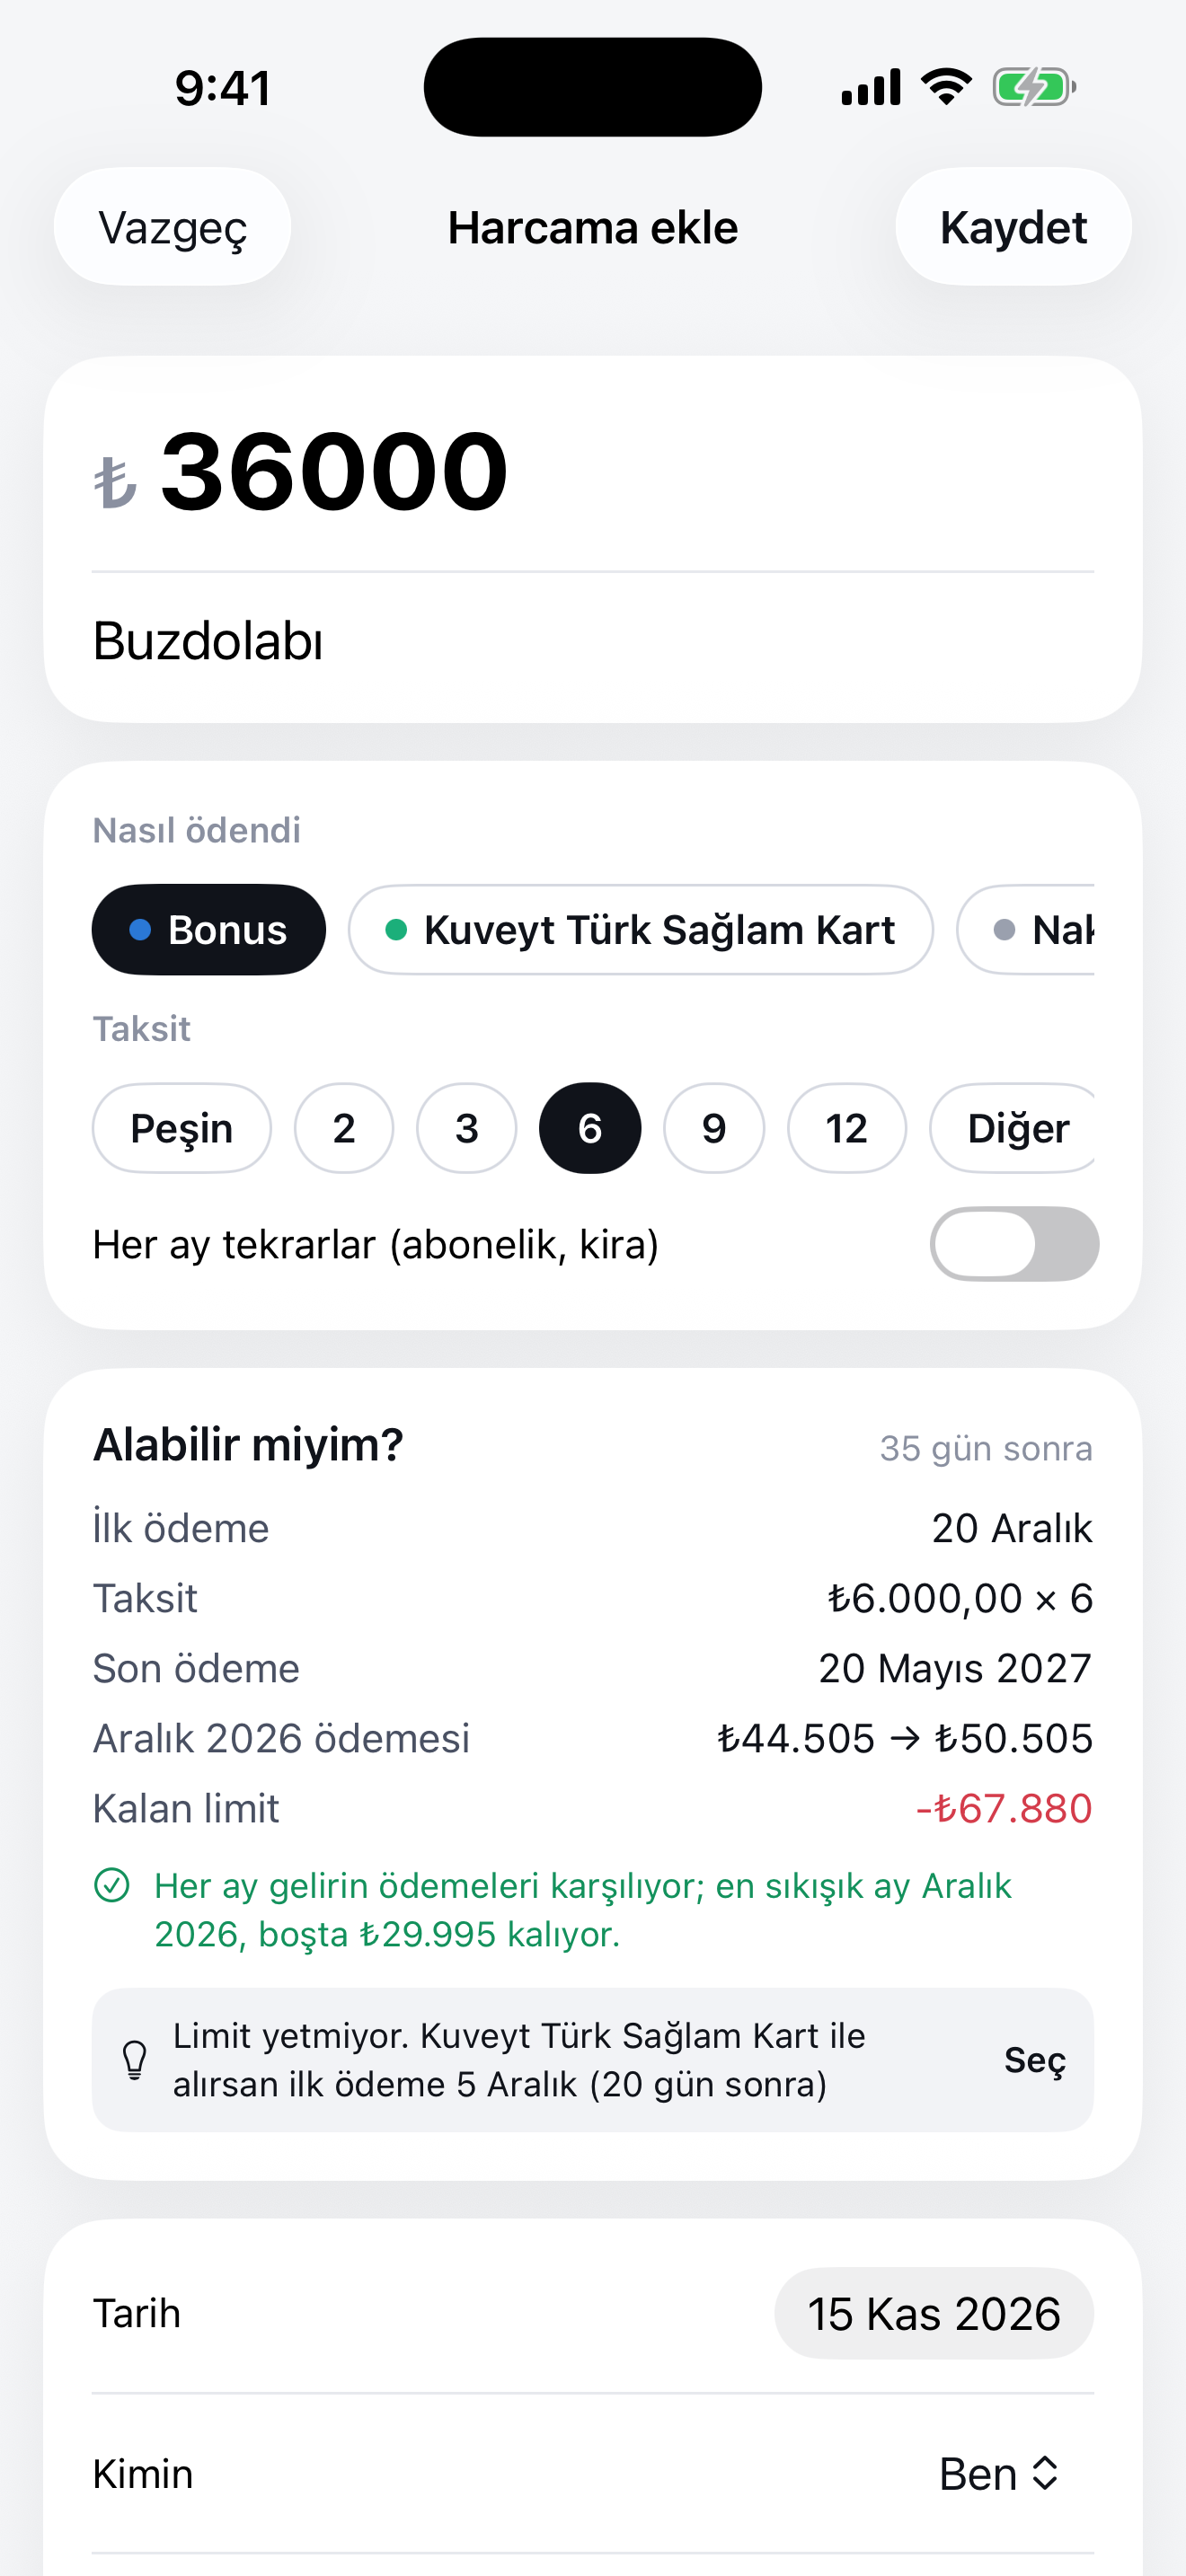 9:41
Vazgeç
Harcama ekle
Kaydet
₺ 36000
Buzdolabı
Nasıl ödendi
Bonus
Kuveyt Türk Sağlam Kart
Nak
Taksit
Peşin
2
3
6
9
12
Diğer
Her ay tekrarlar (abonelik, kira)
Alabilir miyim?
35 gün sonra
İlk ödeme
20 Aralık
Taksit
₺6.000,00 × 6
Son ödeme
20 Mayıs 2027
Aralık 2026 ödemesi
₺44.505 → ₺50.505
Kalan limit
-₺67.880
Her ay gelirin ödemeleri karşılıyor; en sıkışık ay Aralık
2026, boşta ₺29.995 kalıyor.
Limit yetmiyor. Kuveyt Türk Sağlam Kart ile
alırsan ilk ödeme 5 Aralık (20 gün sonra)
Seç
Tarih
15 Kas 2026
Kimin
Ben